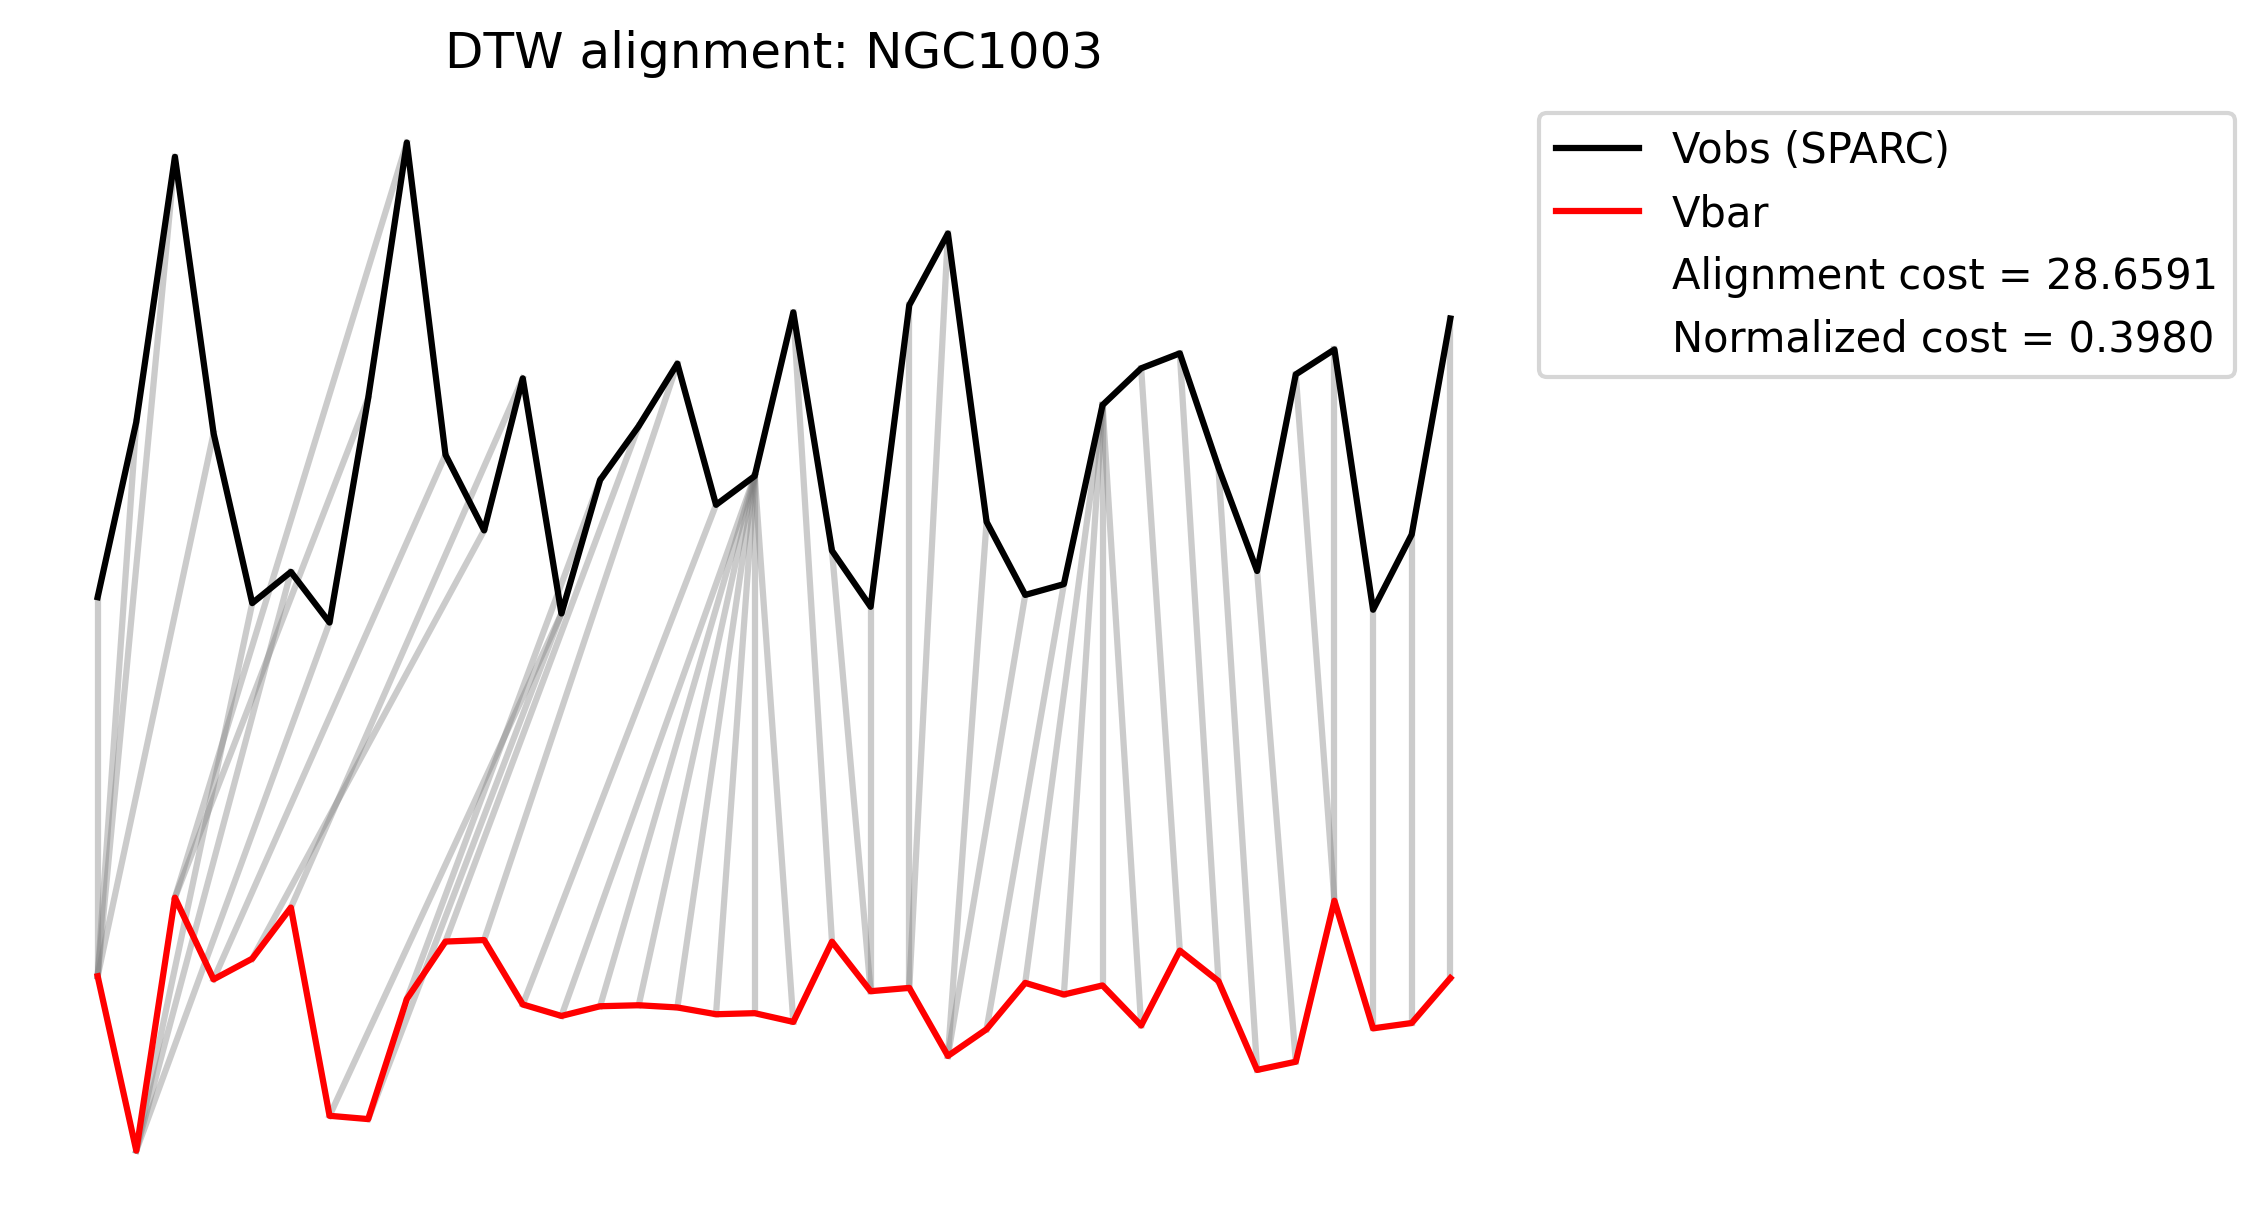 DTW alignment: NGC1003
Vobs (SPARC)
Vbar
Alignment cost = 28.6591
Normalized cost = 0.3980